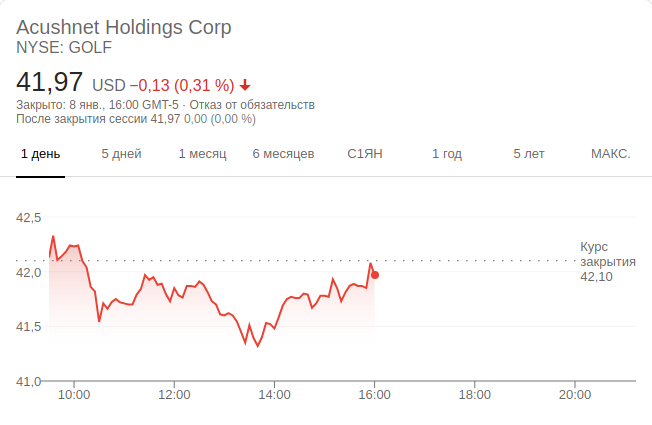 Acushnet Holdings Corp
NYSE: GOLF
41,97 USD −0,13 (0,31 %)
Закрыто: 8 янв., 16:00 GMT-5 · Отказ от обязательств
После закрытия сессии 41,97 0,00 (0,00 %)
1 день 5 дней 1 месяц 6 месяцев С1ЯН 1 год 5 лет МАКС.
42,5
Курс
закрытия
42,10
42,0
41,5
41,0
10:00 12:00 14:00 16:00 18:00 20:00